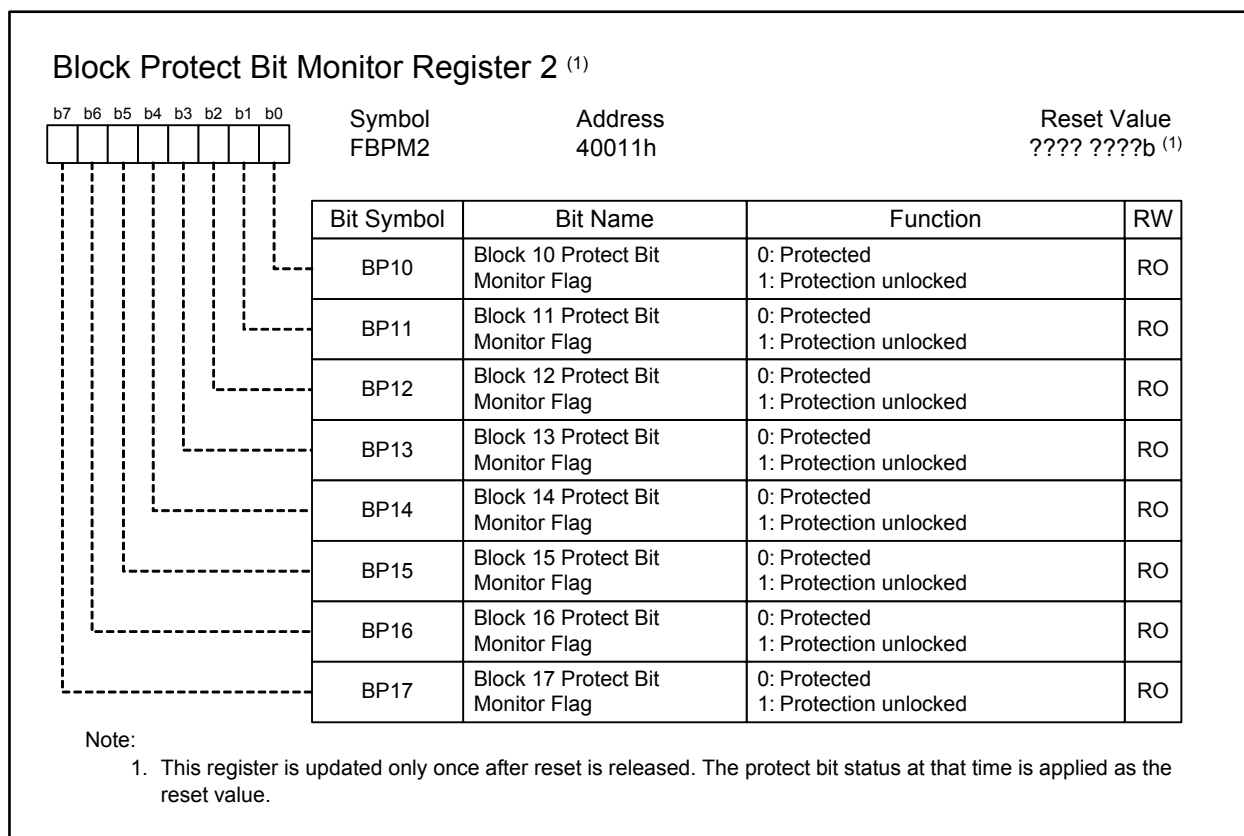 Block Protect Bit Monitor Register 2 (1)
b7 b6 b5 b4 b3 b2 b1 b0
Symbol Address Reset Value
FBPM2 40011h ???? ????b (1)
Bit Symbol Bit Name Function RW
BP10 Block 10 Protect Bit Monitor Flag 0: Protected 1: Protection unlocked RO
BP11 Block 11 Protect Bit Monitor Flag 0: Protected 1: Protection unlocked RO
BP12 Block 12 Protect Bit Monitor Flag 0: Protected 1: Protection unlocked RO
BP13 Block 13 Protect Bit Monitor Flag 0: Protected 1: Protection unlocked RO
BP14 Block 14 Protect Bit Monitor Flag 0: Protected 1: Protection unlocked RO
BP15 Block 15 Protect Bit Monitor Flag 0: Protected 1: Protection unlocked RO
BP16 Block 16 Protect Bit Monitor Flag 0: Protected 1: Protection unlocked RO
BP17 Block 17 Protect Bit Monitor Flag 0: Protected 1: Protection unlocked RO
Note:
1. This register is updated only once after reset is released. The protect bit status at that time is applied as the
reset value.